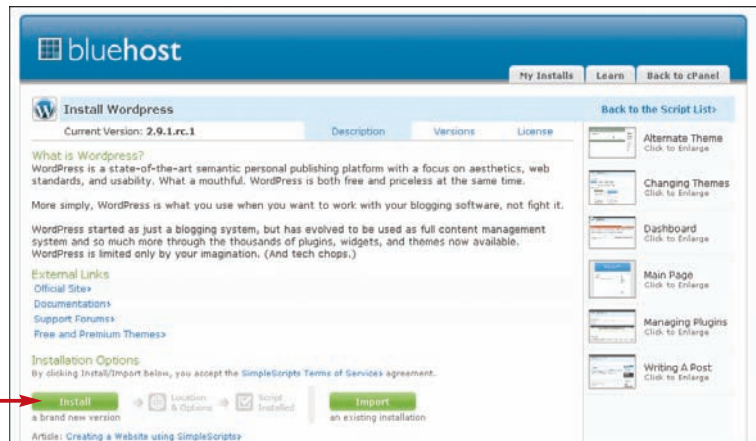 bluehost
My Installs
Learn
Back to cPanel
Install Wordpress
Current Version: 2.9.1.rc.1
Description
Versions
License
What is Wordpress?
WordPress is a state-of-the-art semantic personal publishing platform with a focus on aesthetics, web
standards, and usability. What a mouthful. WordPress is both free and priceless at the same time.
More simply, WordPress is what you use when you want to work with your blogging software, not fight it.
WordPress started as just a blogging system, but has evolved to be used as full content management
system and so much more through the thousands of plugins, widgets, and themes now available.
WordPress is limited only by your imagination. (And tech chops.)
External Links
Official Site›
Documentation›
Support Forums›
Free and Premium Themes›
Installation Options
By clicking Install/Import below, you accept the SimpleScripts Terms of Service› agreement.
Install
a brand new version
Location
& Options
Script
Installed
Import
an existing installation
Article: Creating a Website using SimpleScripts›
Back to the Script List›
Alternate Theme
Click to Enlarge
Changing Themes
Click to Enlarge
Dashboard
Click to Enlarge
Main Page
Click to Enlarge
Managing Plugins
Click to Enlarge
Writing A Post
Click to Enlarge